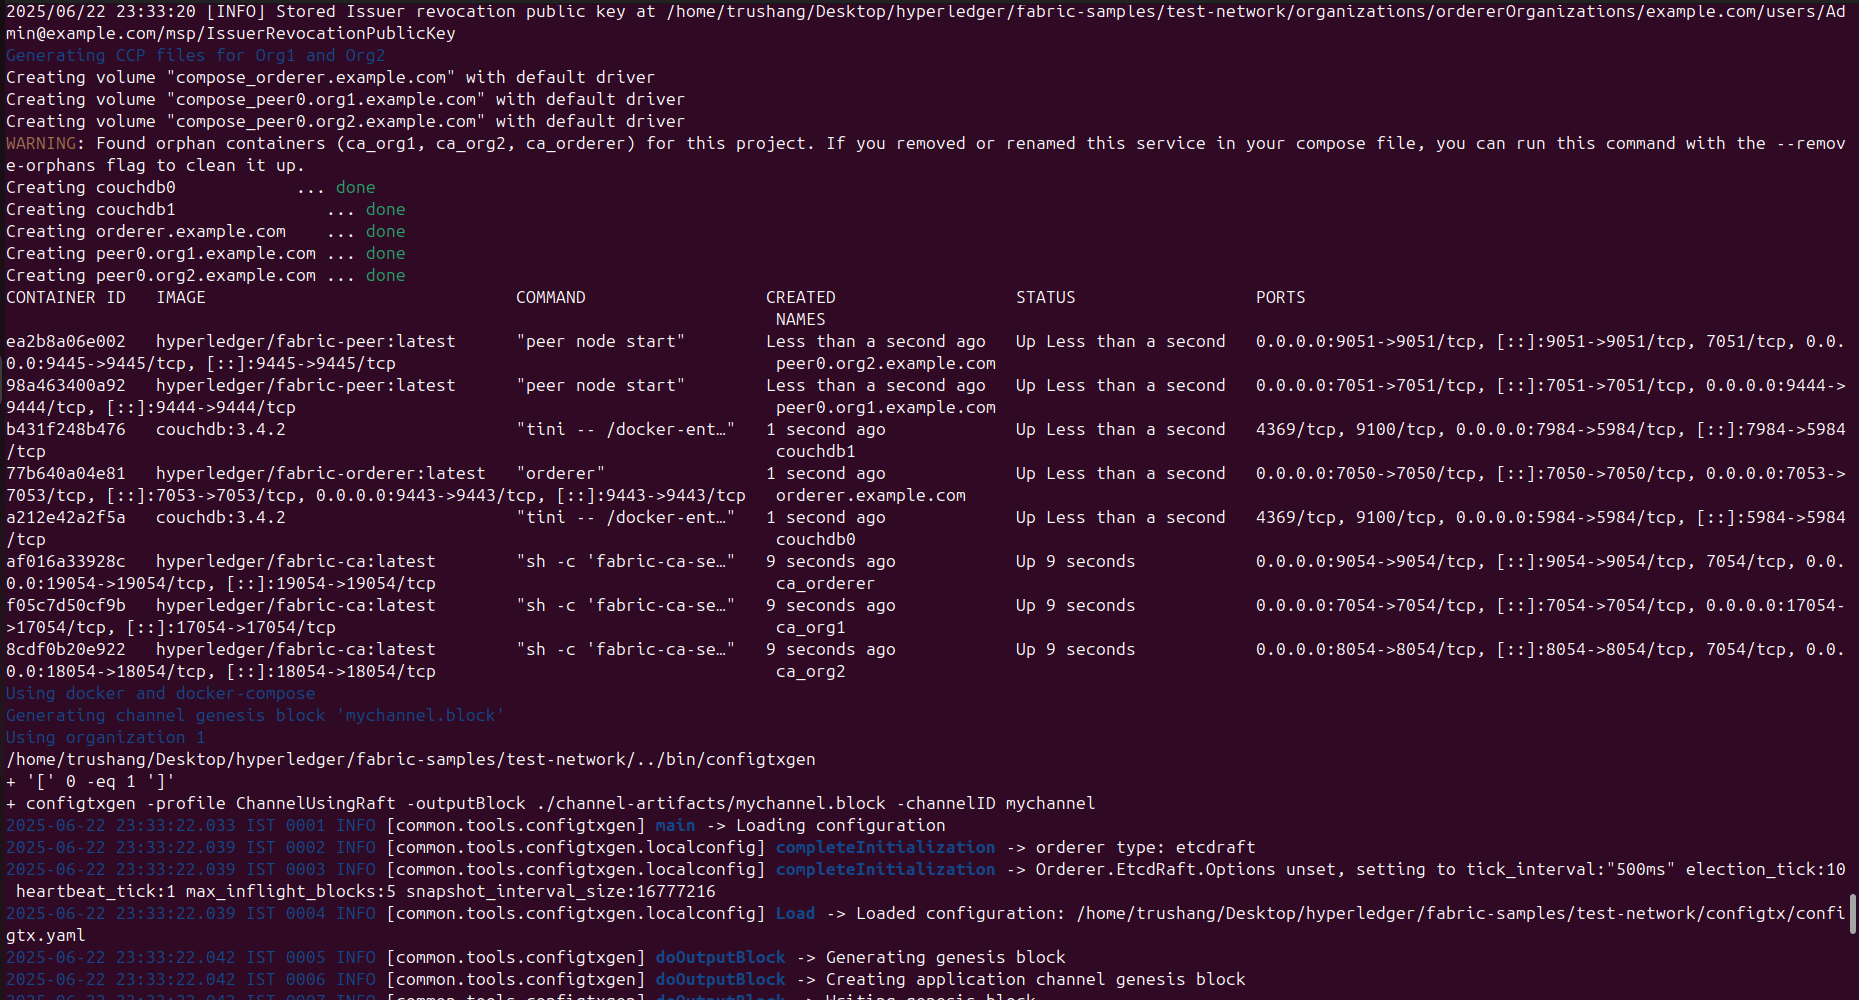 2025/06/22 23:33:20 [INFO] Stored Issuer revocation public key at /home/trushang/Desktop/hyperledger/fabric-samples/test-network/organizations/ordererOrganizations/example.com/users/Ad
min@example.com/msp/IssuerRevocationPublicKey
Generating CCP files for Org1 and Org2
Creating volume "compose_orderer.example.com" with default driver
Creating volume "compose_peer0.org1.example.com" with default driver
Creating volume "compose_peer0.org2.example.com" with default driver
WARNING: Found orphan containers (ca_org1, ca_org2, ca_orderer) for this project. If you removed or renamed this service in your compose file, you can run this command with the --remov
e-orphans flag to clean it up.
Creating couchdb0            ... done
Creating couchdb1               ... done
Creating orderer.example.com    ... done
Creating peer0.org1.example.com ... done
Creating peer0.org2.example.com ... done
CONTAINER ID   IMAGE                               COMMAND                  CREATED                  STATUS                  PORTS
                                                                             NAMES
ea2b8a06e002   hyperledger/fabric-peer:latest      "peer node start"        Less than a second ago   Up Less than a second   0.0.0.0:9051->9051/tcp, [::]:9051->9051/tcp, 7051/tcp, 0.0.
0.0:9445->9445/tcp, [::]:9445->9445/tcp                                      peer0.org2.example.com
98a463400a92   hyperledger/fabric-peer:latest      "peer node start"        Less than a second ago   Up Less than a second   0.0.0.0:7051->7051/tcp, [::]:7051->7051/tcp, 0.0.0.0:9444->
9444/tcp, [::]:9444->9444/tcp                                                peer0.org1.example.com
b431f248b476   couchdb:3.4.2                       "tini -- /docker-ent…"   1 second ago             Up Less than a second   4369/tcp, 9100/tcp, 0.0.0.0:7984->5984/tcp, [::]:7984->5984
/tcp                                                                         couchdb1
77b640a04e81   hyperledger/fabric-orderer:latest   "orderer"                1 second ago             Up Less than a second   0.0.0.0:7050->7050/tcp, [::]:7050->7050/tcp, 0.0.0.0:7053->
7053/tcp, [::]:7053->7053/tcp, 0.0.0.0:9443->9443/tcp, [::]:9443->9443/tcp   orderer.example.com
a212e42a2f5a   couchdb:3.4.2                       "tini -- /docker-ent…"   1 second ago             Up Less than a second   4369/tcp, 9100/tcp, 0.0.0.0:5984->5984/tcp, [::]:5984->5984
/tcp                                                                         couchdb0
af016a33928c   hyperledger/fabric-ca:latest        "sh -c 'fabric-ca-se…"   9 seconds ago            Up 9 seconds            0.0.0.0:9054->9054/tcp, [::]:9054->9054/tcp, 7054/tcp, 0.0.
0.0:19054->19054/tcp, [::]:19054->19054/tcp                                  ca_orderer
f05c7d50cf9b   hyperledger/fabric-ca:latest        "sh -c 'fabric-ca-se…"   9 seconds ago            Up 9 seconds            0.0.0.0:7054->7054/tcp, [::]:7054->7054/tcp, 0.0.0.0:17054-
>17054/tcp, [::]:17054->17054/tcp                                            ca_org1
8cdf0b20e922   hyperledger/fabric-ca:latest        "sh -c 'fabric-ca-se…"   9 seconds ago            Up 9 seconds            0.0.0.0:8054->8054/tcp, [::]:8054->8054/tcp, 7054/tcp, 0.0.
0.0:18054->18054/tcp, [::]:18054->18054/tcp                                  ca_org2
Using docker and docker-compose
Generating channel genesis block 'mychannel.block'
Using organization 1
/home/trushang/Desktop/hyperledger/fabric-samples/test-network/../bin/configtxgen
+ '[' 0 -eq 1 ']'
+ configtxgen -profile ChannelUsingRaft -outputBlock ./channel-artifacts/mychannel.block -channelID mychannel
2025-06-22 23:33:22.033 IST 0001 INFO [common.tools.configtxgen] main -> Loading configuration
2025-06-22 23:33:22.039 IST 0002 INFO [common.tools.configtxgen.localconfig] completeInitialization -> orderer type: etcdraft
2025-06-22 23:33:22.039 IST 0003 INFO [common.tools.configtxgen.localconfig] completeInitialization -> Orderer.EtcdRaft.Options unset, setting to tick_interval:"500ms" election_tick:10
 heartbeat_tick:1 max_inflight_blocks:5 snapshot_interval_size:16777216
2025-06-22 23:33:22.039 IST 0004 INFO [common.tools.configtxgen.localconfig] Load -> Loaded configuration: /home/trushang/Desktop/hyperledger/fabric-samples/test-network/configtx/confi
gtx.yaml
2025-06-22 23:33:22.042 IST 0005 INFO [common.tools.configtxgen] doOutputBlock -> Generating genesis block
2025-06-22 23:33:22.042 IST 0006 INFO [common.tools.configtxgen] doOutputBlock -> Creating application channel genesis block
2025-06-22 23:33:22.043 IST 0007 INFO [common.tools.configtxgen] doOutputBlock -> Writing genesis block